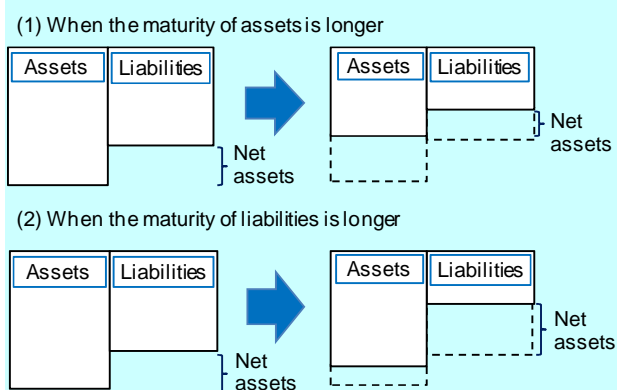 (1) When the maturity of assets is longer
Assets
Liabilities
Assets
Liabilities
Net
assets
Net
assets
(2) When the maturity of liabilities is longer
Assets
Liabilities
Assets
Liabilities
Net
assets
Net
assets